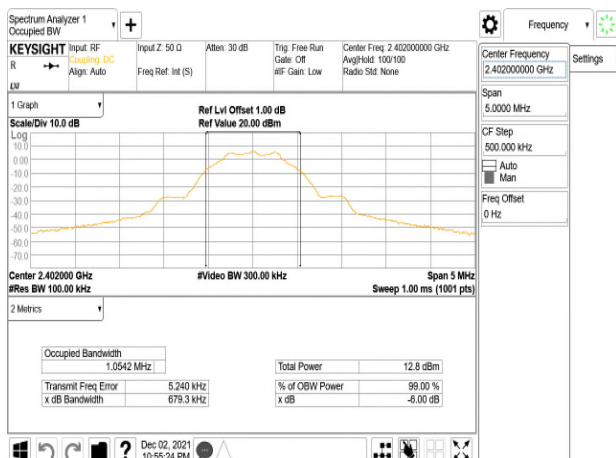 Spectrum Analyzer 1
Occupied BW
+
Frequency
KEYSIGHT
R
LXI
Input: RF
Coupling: DC
Align: Auto
Input Z: 50 Ω
Freq Ref: Int (S)
Atten: 30 dB
Trig: Free Run
Gate: Off
#IF Gain: Low
Center Freq: 2.402000000 GHz
Avg|Hold: 100/100
Radio Std: None
Center Frequency
2.402000000 GHz
Settings
Span
5.0000 MHz
CF Step
500.000 kHz
Auto
Man
Freq Offset
0 Hz
1 Graph
Scale/Div 10.0 dB
Ref Lvl Offset 1.00 dB
Ref Value 20.00 dBm
Log
10.0
0.00
-10.0
-20.0
-30.0
-40.0
-50.0
-60.0
-70.0
Center 2.402000 GHz
#Res BW 100.00 kHz
#Video BW 300.00 kHz
Span 5 MHz
Sweep 1.00 ms (1001 pts)
2 Metrics
Occupied Bandwidth
1.0542 MHz
Transmit Freq Error 5.240 kHz
x dB Bandwidth 679.3 kHz
Total Power 12.8 dBm
% of OBW Power 99.00 %
x dB -6.00 dB
?
Dec 02, 2021
10:55:24 PM